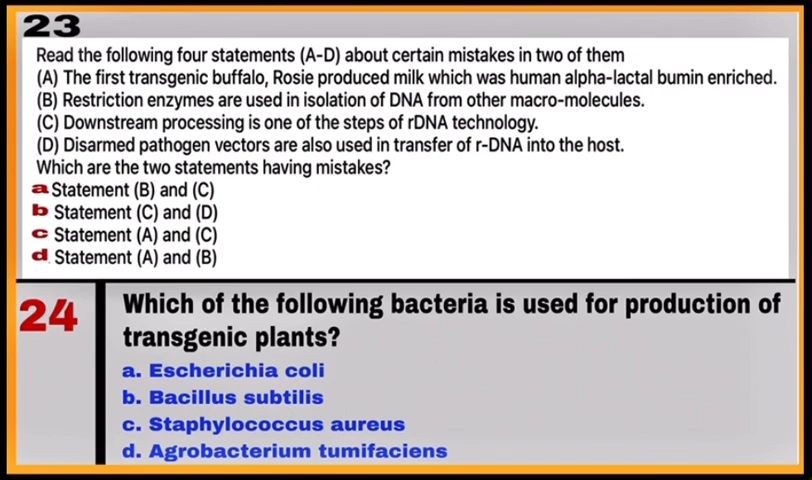 23
Read the following four statements (A-D) about certain mistakes in two of them
(A) The first transgenic buffalo, Rosie produced milk which was human alpha-lactal bumin enriched.
(B) Restriction enzymes are used in isolation of DNA from other macro-molecules.
(C) Downstream processing is one of the steps of rDNA technology.
(D) Disarmed pathogen vectors are also used in transfer of r-DNA into the host.
Which are the two statements having mistakes?
a Statement (B) and (C)
b Statement (C) and (D)
c Statement (A) and (C)
d. Statement (A) and (B)
24
Which of the following bacteria is used for production of
transgenic plants?
a. Escherichia coli
b. Bacillus subtilis
c. Staphylococcus aureus
d. Agrobacterium tumifaciens